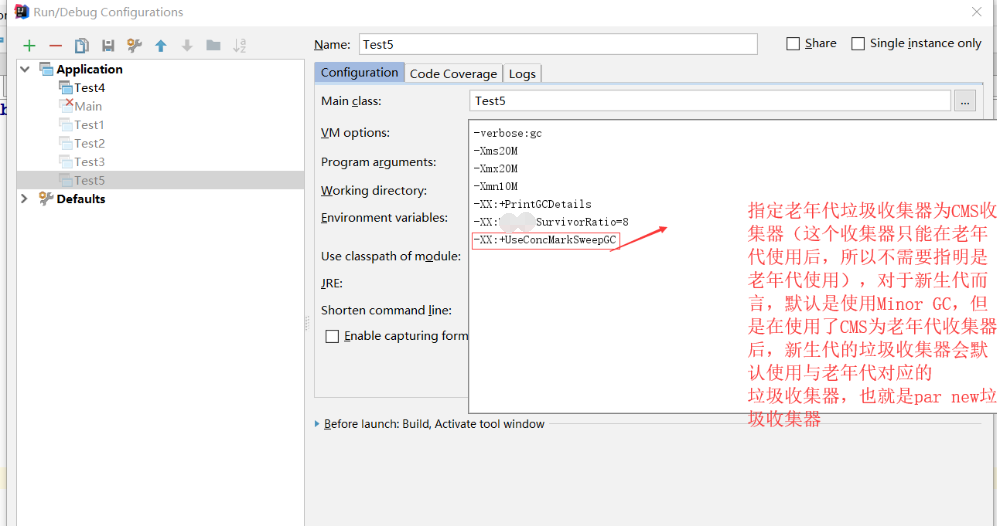 Run/Debug Configurations
Name:
Test5
Share
Single instance only
Application
Test4
Main
Test1
Test2
Test3
Test5
Defaults
Configuration
Code Coverage
Logs
Main class:
Test5
...
VM options:
Program arguments:
Working directory:
Environment variables:
Use classpath of module:
JRE:
Shorten command line:
Enable capturing form
-verbose:gc
-Xms20M
-Xmx20M
-Xmn10M
-XX:+PrintGCDetails
-XX:
SurvivorRatio=8
-XX:+UseConcMarkSweepGC
指定老年代垃圾收集器为CMS收
集器（这个收集器只能在老年
代使用后，所以不需要指明是
老年代使用），对于新生代而
言，默认是使用Minor GC，但
是在使用了CMS为老年代收集器
后，新生代的垃圾收集器会默
认使用与老年代对应的
垃圾收集器，也就是par new垃
圾收集器
Before launch: Build, Activate tool window